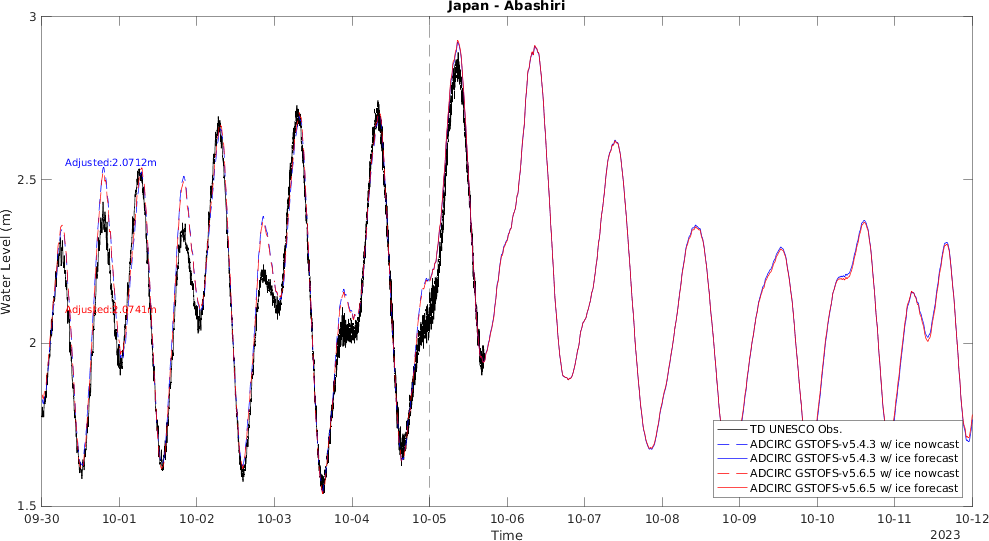 Japan - Abashiri
3
2.5
2
1.5
Water Level (m)
Adjusted:2.0712m
Adjusted:2.0741m
TD UNESCO Obs.
ADCIRC GSTOFS-v5.4.3 w/ ice nowcast
ADCIRC GSTOFS-v5.4.3 w/ ice forecast
ADCIRC GSTOFS-v5.6.5 w/ ice nowcast
ADCIRC GSTOFS-v5.6.5 w/ ice forecast
09-30 10-01 10-02 10-03 10-04 10-05 10-06 10-07 10-08 10-09 10-10 10-11 10-12
Time
2023